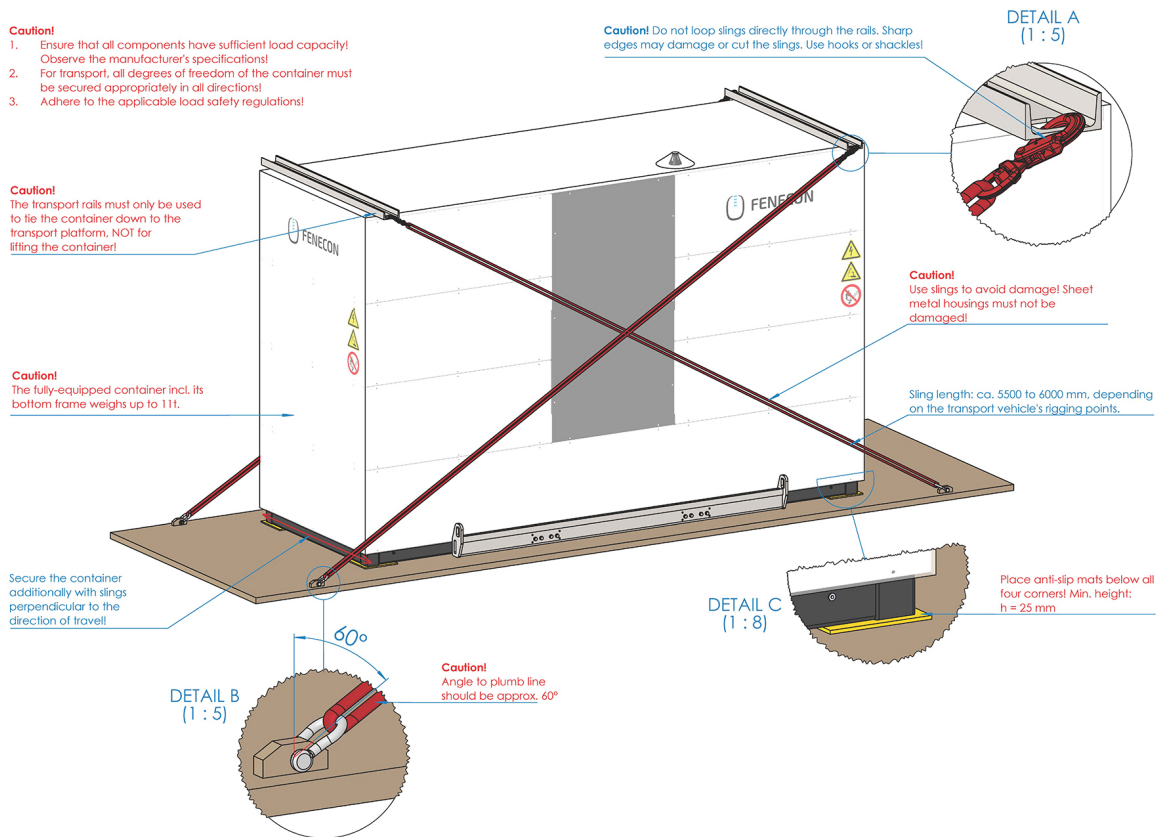 Caution!
1. Ensure that all components have sufficient load capacity!
Observe the manufacturer's specifications!
2. For transport, all degrees of freedom of the container must
be secured appropriately in all directions!
3. Adhere to the applicable load safety regulations!
Caution! Do not loop slings directly through the rails. Sharp
edges may damage or cut the slings. Use hooks or shackles!
DETAIL A
(1 : 5)
Caution!
The transport rails must only be used
to tie the container down to the
transport platform, NOT for
lifting the container!
FENECON
FENECON
Caution!
Use slings to avoid damage! Sheet
metal housings must not be
damaged!
Caution!
The fully-equipped container incl. its
bottom frame weighs up to 11t.
Sling length: ca. 5500 to 6000 mm, depending
on the transport vehicle's rigging points.
Secure the container
additionally with slings
perpendicular to the
direction of travel!
DETAIL C
(1 : 8)
Place anti-slip mats below all
four corners! Min. height:
h = 25 mm
60°
DETAIL B
(1 : 5)
Caution!
Angle to plumb line
should be approx. 60°